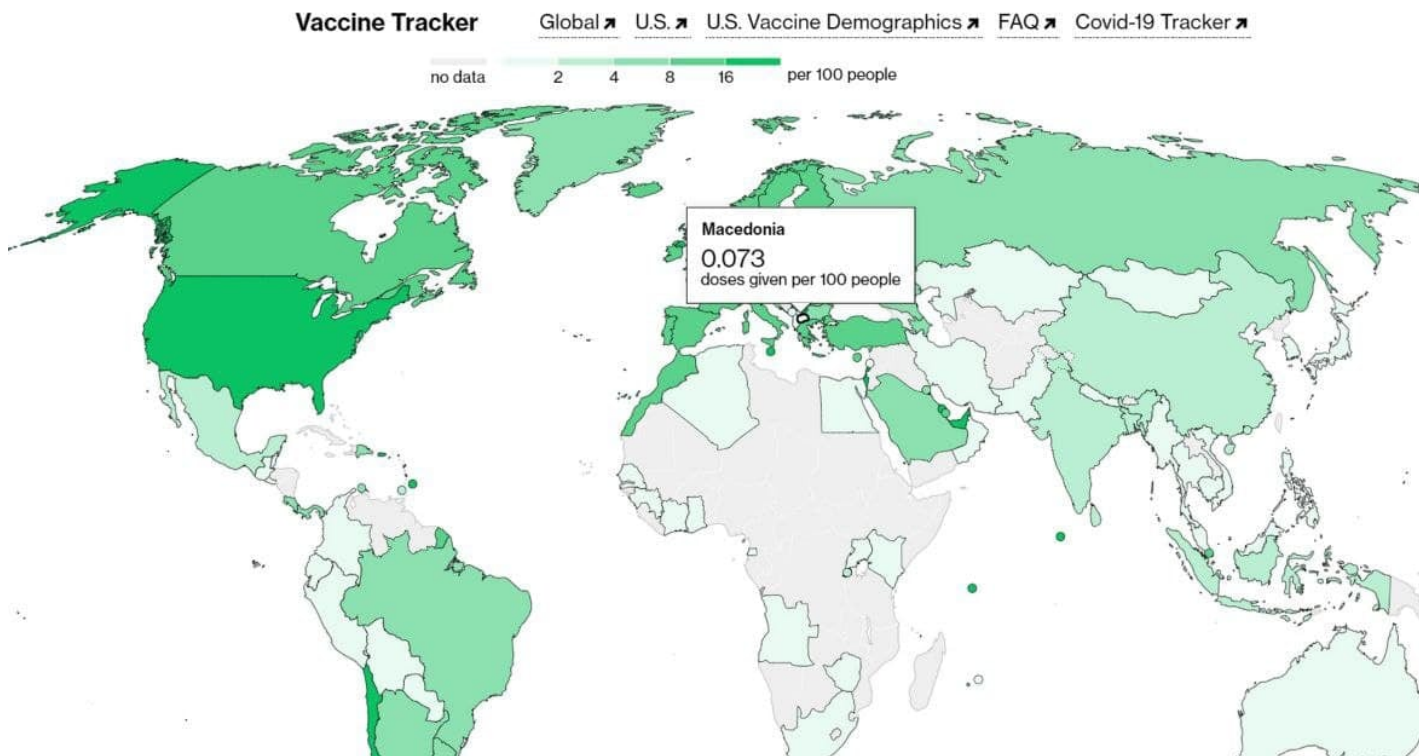 Vaccine Tracker Global ↗ U.S. ↗ U.S. Vaccine Demographics ↗ FAQ ↗ Covid-19 Tracker ↗
no data 2 4 8 16 per 100 people
Macedonia
0.073
doses given per 100 people